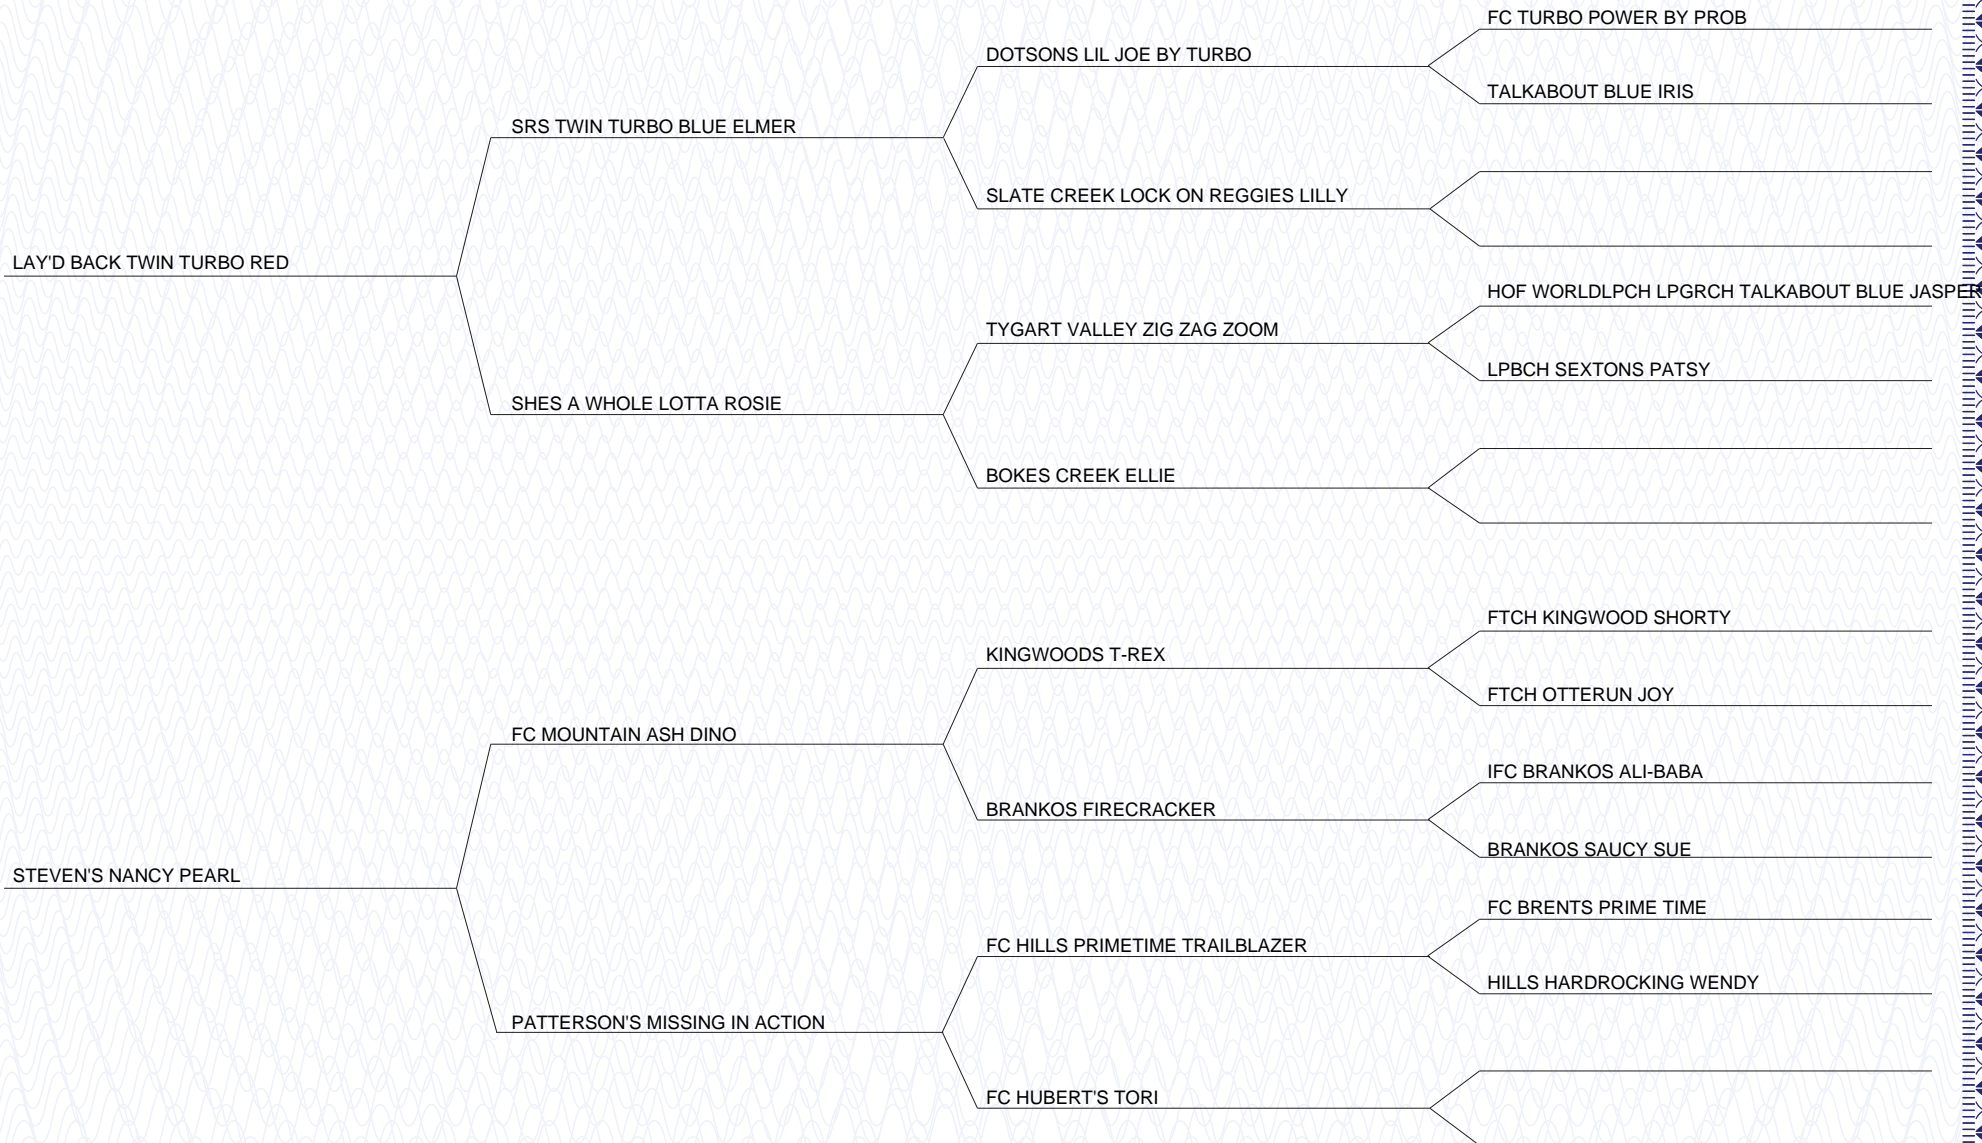 FC TURBO POWER BY PROB
DOTSONS LIL JOE BY TURBO
TALKABOUT BLUE IRIS
SRS TWIN TURBO BLUE ELMER
SLATE CREEK LOCK ON REGGIES LILLY
LAY'D BACK TWIN TURBO RED
HOF WORLDLPCH LPGRCH TALKABOUT BLUE JASPER
TYGART VALLEY ZIG ZAG ZOOM
LPBCH SEXTONS PATSY
SHES A WHOLE LOTTA ROSIE
BOKES CREEK ELLIE
FTCH KINGWOOD SHORTY
KINGWOODS T-REX
FTCH OTTERUN JOY
FC MOUNTAIN ASH DINO
IFC BRANKOS ALI-BABA
BRANKOS FIRECRACKER
BRANKOS SAUCY SUE
STEVEN'S NANCY PEARL
FC BRENTS PRIME TIME
FC HILLS PRIMETIME TRAILBLAZER
HILLS HARDROCKING WENDY
PATTERSON'S MISSING IN ACTION
FC HUBERT'S TORI